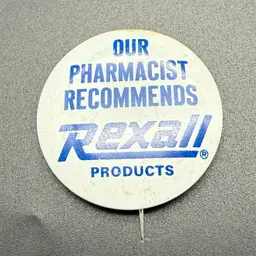 OUR
PHARMACIST
RECOMMENDS
Rexall®
PRODUCTS